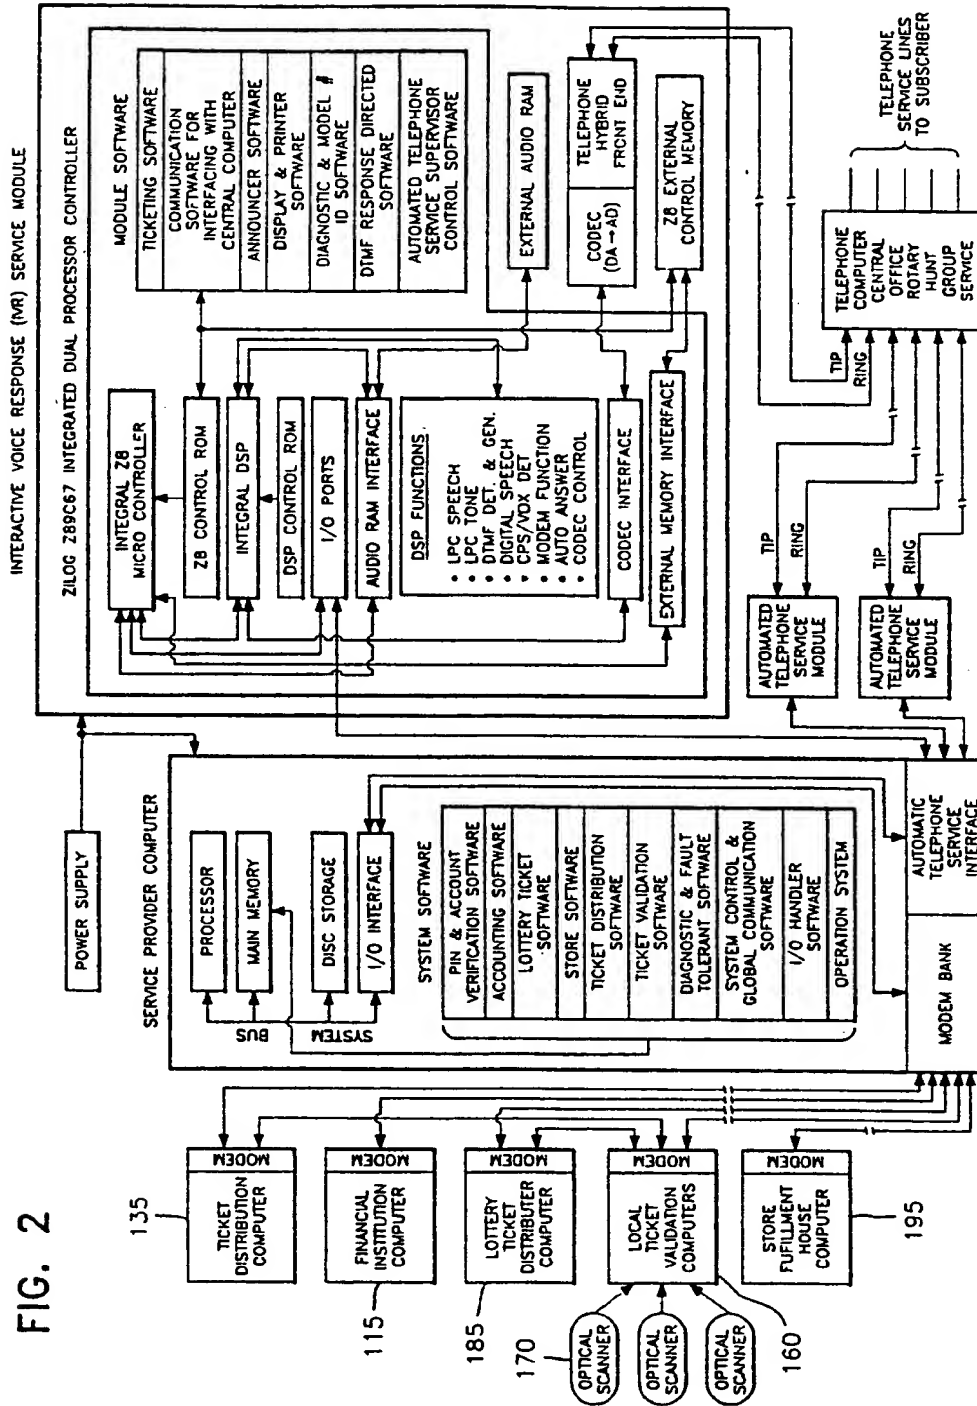 FIG. 2
INTERACTIVE VOICE RESPONSE (IVR) SERVICE MODULE
ZILOG Z89C67 INTEGRATED DUAL PROCESSOR CONTROLLER
MODULE SOFTWARE
TICKETING SOFTWARE
COMMUNICATION
SOFTWARE FOR
INTERFACING WITH
CENTRAL COMPUTER
ANNOUNCER SOFTWARE
DISPLAY & PRINTER
SOFTWARE
DIAGNOSTIC & MODEL #
ID SOFTWARE
DTMF RESPONSE DIRECTED
SOFTWARE
AUTOMATED TELEPHONE
SERVICE SUPERVISOR
CONTROL SOFTWARE
INTEGRAL Z8
MICRO CONTROLLER
Z8 CONTROL ROM
INTEGRAL DSP
DSP CONTROL ROM
I/O PORTS
AUDIO RAM INTERFACE
DSP FUNCTIONS
• LPC SPEECH
• LPC TONE
• DTMF DET. & GEN.
• DIGITAL SPEECH
• CPS/VOX DET
• MODEM FUNCTION
• AUTO ANSWER
• CODEC CONTROL
CODEC INTERFACE
EXTERNAL MEMORY INTERFACE
EXTERNAL AUDIO RAM
CODEC
(DA→AD)
TELEPHONE
HYBRID
FRONT END
Z8 EXTERNAL
CONTROL MEMORY
POWER SUPPLY
SERVICE PROVIDER COMPUTER
PROCESSOR
MAIN MEMORY
DISC STORAGE
I/O INTERFACE
SYSTEM
BUS
SYSTEM SOFTWARE
PIN & ACCOUNT
VERIFICATION SOFTWARE
ACCOUNTING SOFTWARE
LOTTERY TICKET
SOFTWARE
STORE SOFTWARE
TICKET DISTRIBUTION
SOFTWARE
TICKET VALIDATION
SOFTWARE
DIAGNOSTIC & FAULT
TOLERANT SOFTWARE
SYSTEM CONTROL &
GLOBAL COMMUNICATION
SOFTWARE
I/O HANDLER
SOFTWARE
OPERATION SYSTEM
MODEM BANK
AUTOMATIC
TELEPHONE
SERVICE
INTERFACE
AUTOMATED
TELEPHONE
SERVICE
MODULE
TIP
RING
AUTOMATED
TELEPHONE
SERVICE
MODULE
TIP
RING
TIP
RING
TELEPHONE
COMPUTER
CENTRAL
OFFICE
ROTARY
HUNT
GROUP
SERVICE
TELEPHONE
SERVICE LINES
TO SUBSCRIBER
135
TICKET
DISTRIBUTION
COMPUTER
MODEM
115
FINANCIAL
INSTITUTION
COMPUTER
MODEM
185
LOTTERY
TICKET
DISTRIBUTER
COMPUTER
MODEM
170
160
LOCAL
TICKET
VALIDATION
COMPUTERS
MODEM
OPTICAL
SCANNER
OPTICAL
SCANNER
OPTICAL
SCANNER
195
STORE
FUFILLMENT
HOUSE
COMPUTER
MODEM